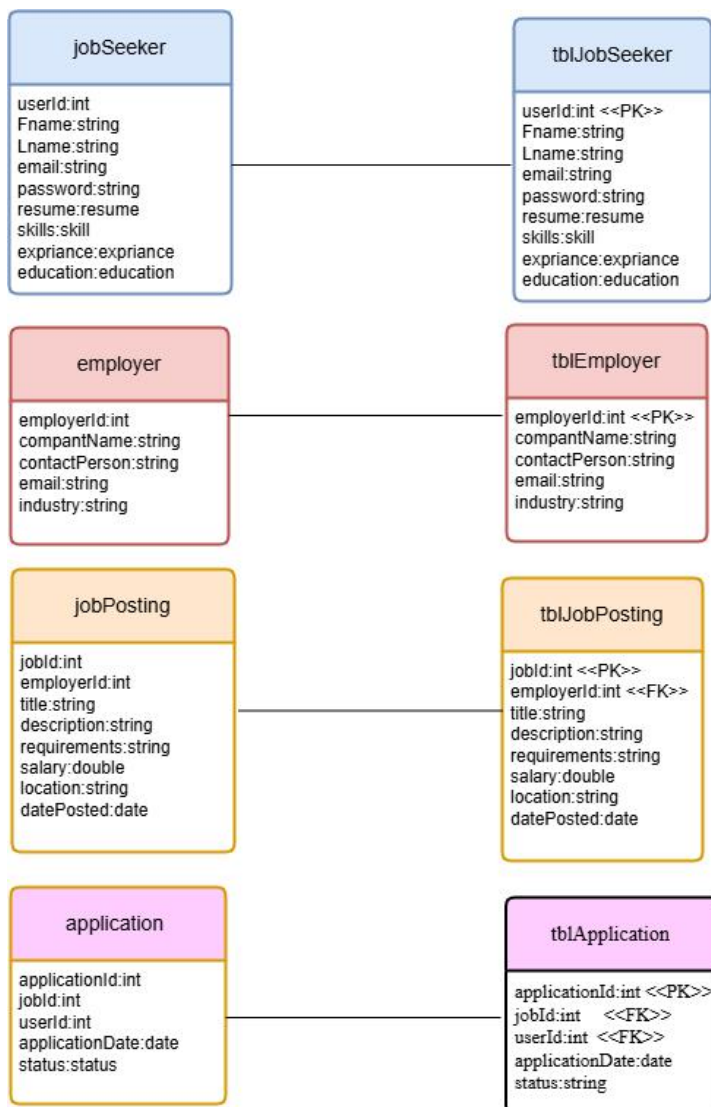 jobSeeker
userId:int
Fname:string
Lname:string
email:string
password:string
resume:resume
skills:skill
expriance:expriance
education:education
tblJobSeeker
userId:int <<PK>>
Fname:string
Lname:string
email:string
password:string
resume:resume
skills:skill
expriance:expriance
education:education
employer
employerId:int
compantName:string
contactPerson:string
email:string
industry:string
tblEmployer
employerId:int <<PK>>
compantName:string
contactPerson:string
email:string
industry:string
jobPosting
jobId:int
employerId:int
title:string
description:string
requirements:string
salary:double
location:string
datePosted:date
tblJobPosting
jobId:int <<PK>>
employerId:int <<FK>>
title:string
description:string
requirements:string
salary:double
location:string
datePosted:date
application
applicationId:int
jobId:int
userId:int
applicationDate:date
status:status
tblApplication
applicationId:int <<PK>>
jobId:int <<FK>>
userId:int <<FK>>
applicationDate:date
status:string